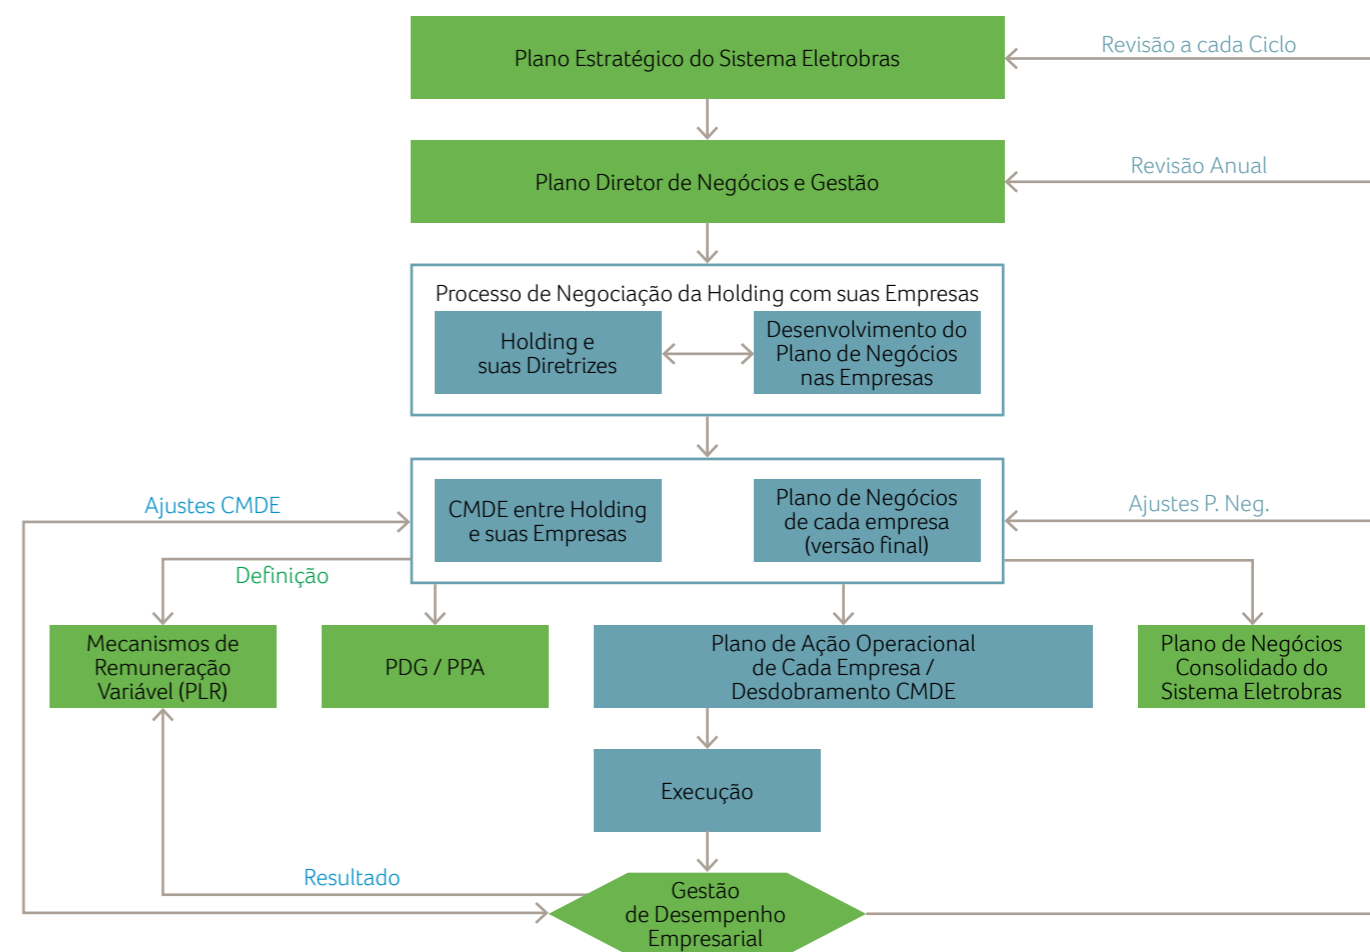 Plano Estratégico do Sistema Eletrobras
Revisão a cada Ciclo
Plano Diretor de Negócios e Gestão
Revisão Anual
Processo de Negociação da Holding com suas Empresas
Holding e
suas Diretrizes
Desenvolvimento do
Plano de Negócios
nas Empresas
Ajustes CMDE
CMDE entre Holding
e suas Empresas
Plano de Negócios
de cada empresa
(versão final)
Ajustes P. Neg.
Definição
Mecanismos de
Remuneração
Variável (PLR)
PDG / PPA
Plano de Ação Operacional
de Cada Empresa /
Desdobramento CMDE
Plano de Negócios
Consolidado do
Sistema Eletrobras
Execução
Resultado
Gestão
de Desempenho
Empresarial